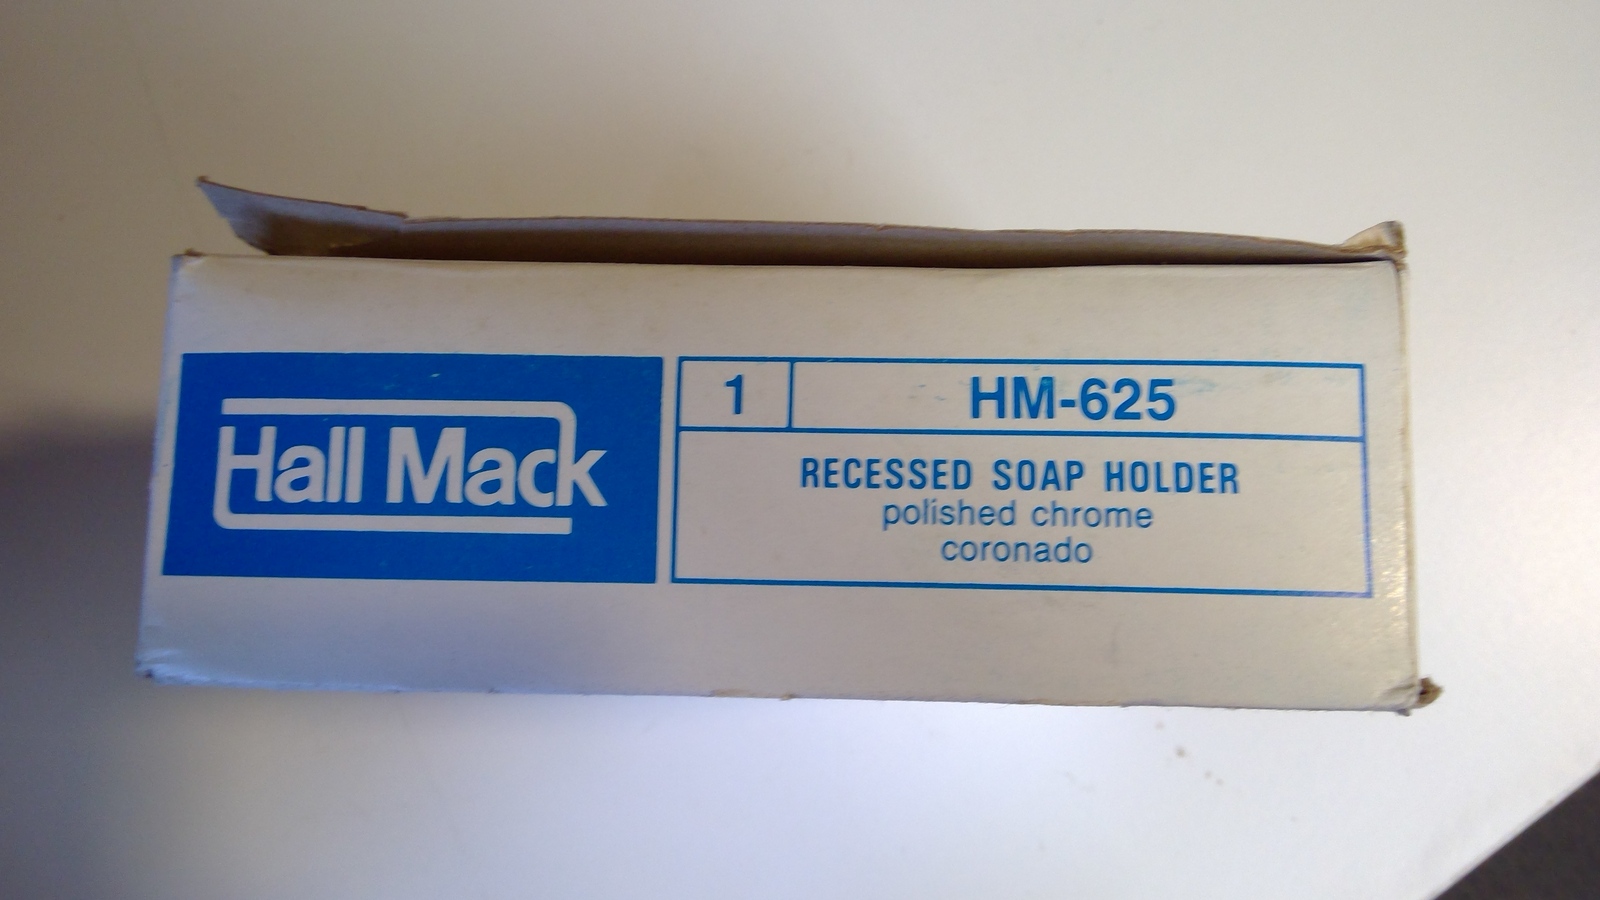 Hall Mack
1
HM-625
RECESSED SOAP HOLDER
polished chrome
coronado